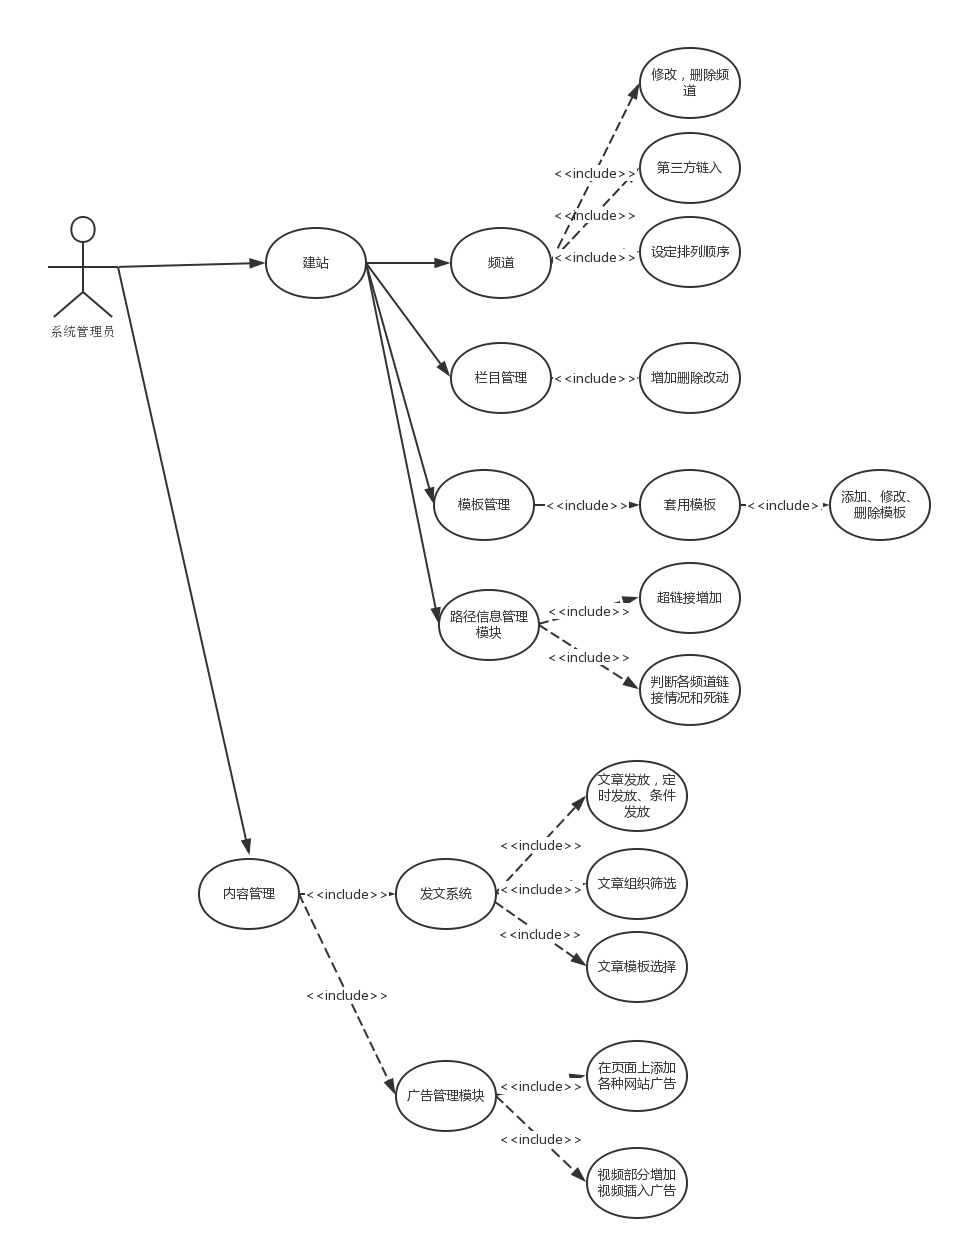 修改，删除频
道
<<include>>
第三方链入
<<include>>
设定排列顺序
<<include>>
建站
频道
系统管理员
栏目管理
<<include>>
增加删除改动
模板管理
<<include>>
套用模板
<<include>>
添加、修改、
删除模板
路径信息管理
模块
<<include>>
超链接增加
<<include>>
判断各频道链
接情况和死链
文章发放，定
时发放、条件
发放
<<include>>
内容管理
<<include>>
发文系统
<<include>>
文章组织筛选
<<include>>
文章模板选择
<<include>>
广告管理模块
<<include>>
在页面上添加
各种网站广告
<<include>>
视频部分增加
视频插入广告